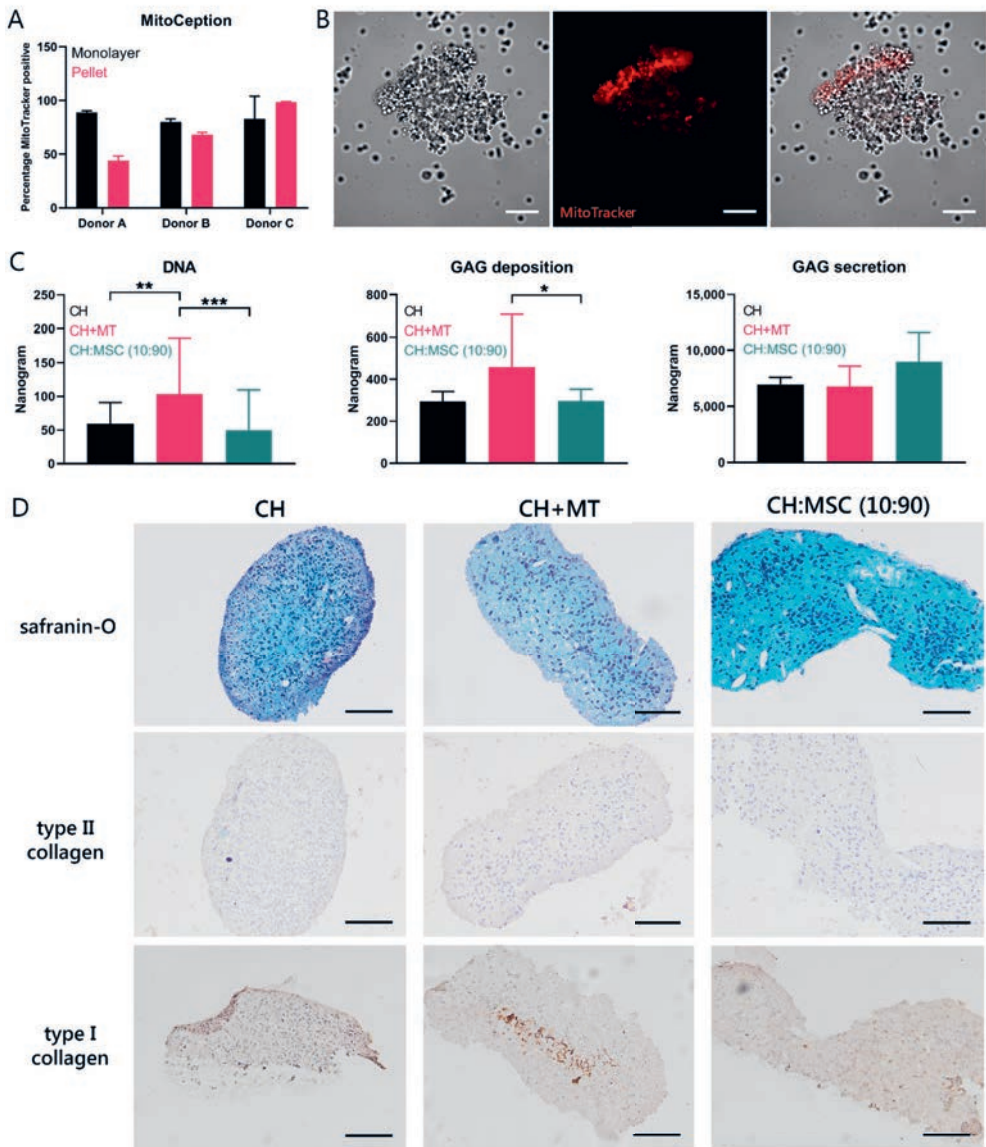 A
MitoCeption
Percentage MitoTracker positive
150
100
50
0
Monolayer
Pellet
Donor A
Donor B
Donor C
B
MitoTracker
C
DNA
Nanogram
250
200
150
100
50
0
CH
CH+MT
CH:MSC (10:90)
**
***
GAG deposition
Nanogram
800
600
400
200
0
CH
CH+MT
CH:MSC (10:90)
*
GAG secretion
Nanogram
15,000
10,000
5,000
0
CH
CH+MT
CH:MSC (10:90)
D
CH
CH+MT
CH:MSC (10:90)
safranin-O
type II
collagen
type I
collagen